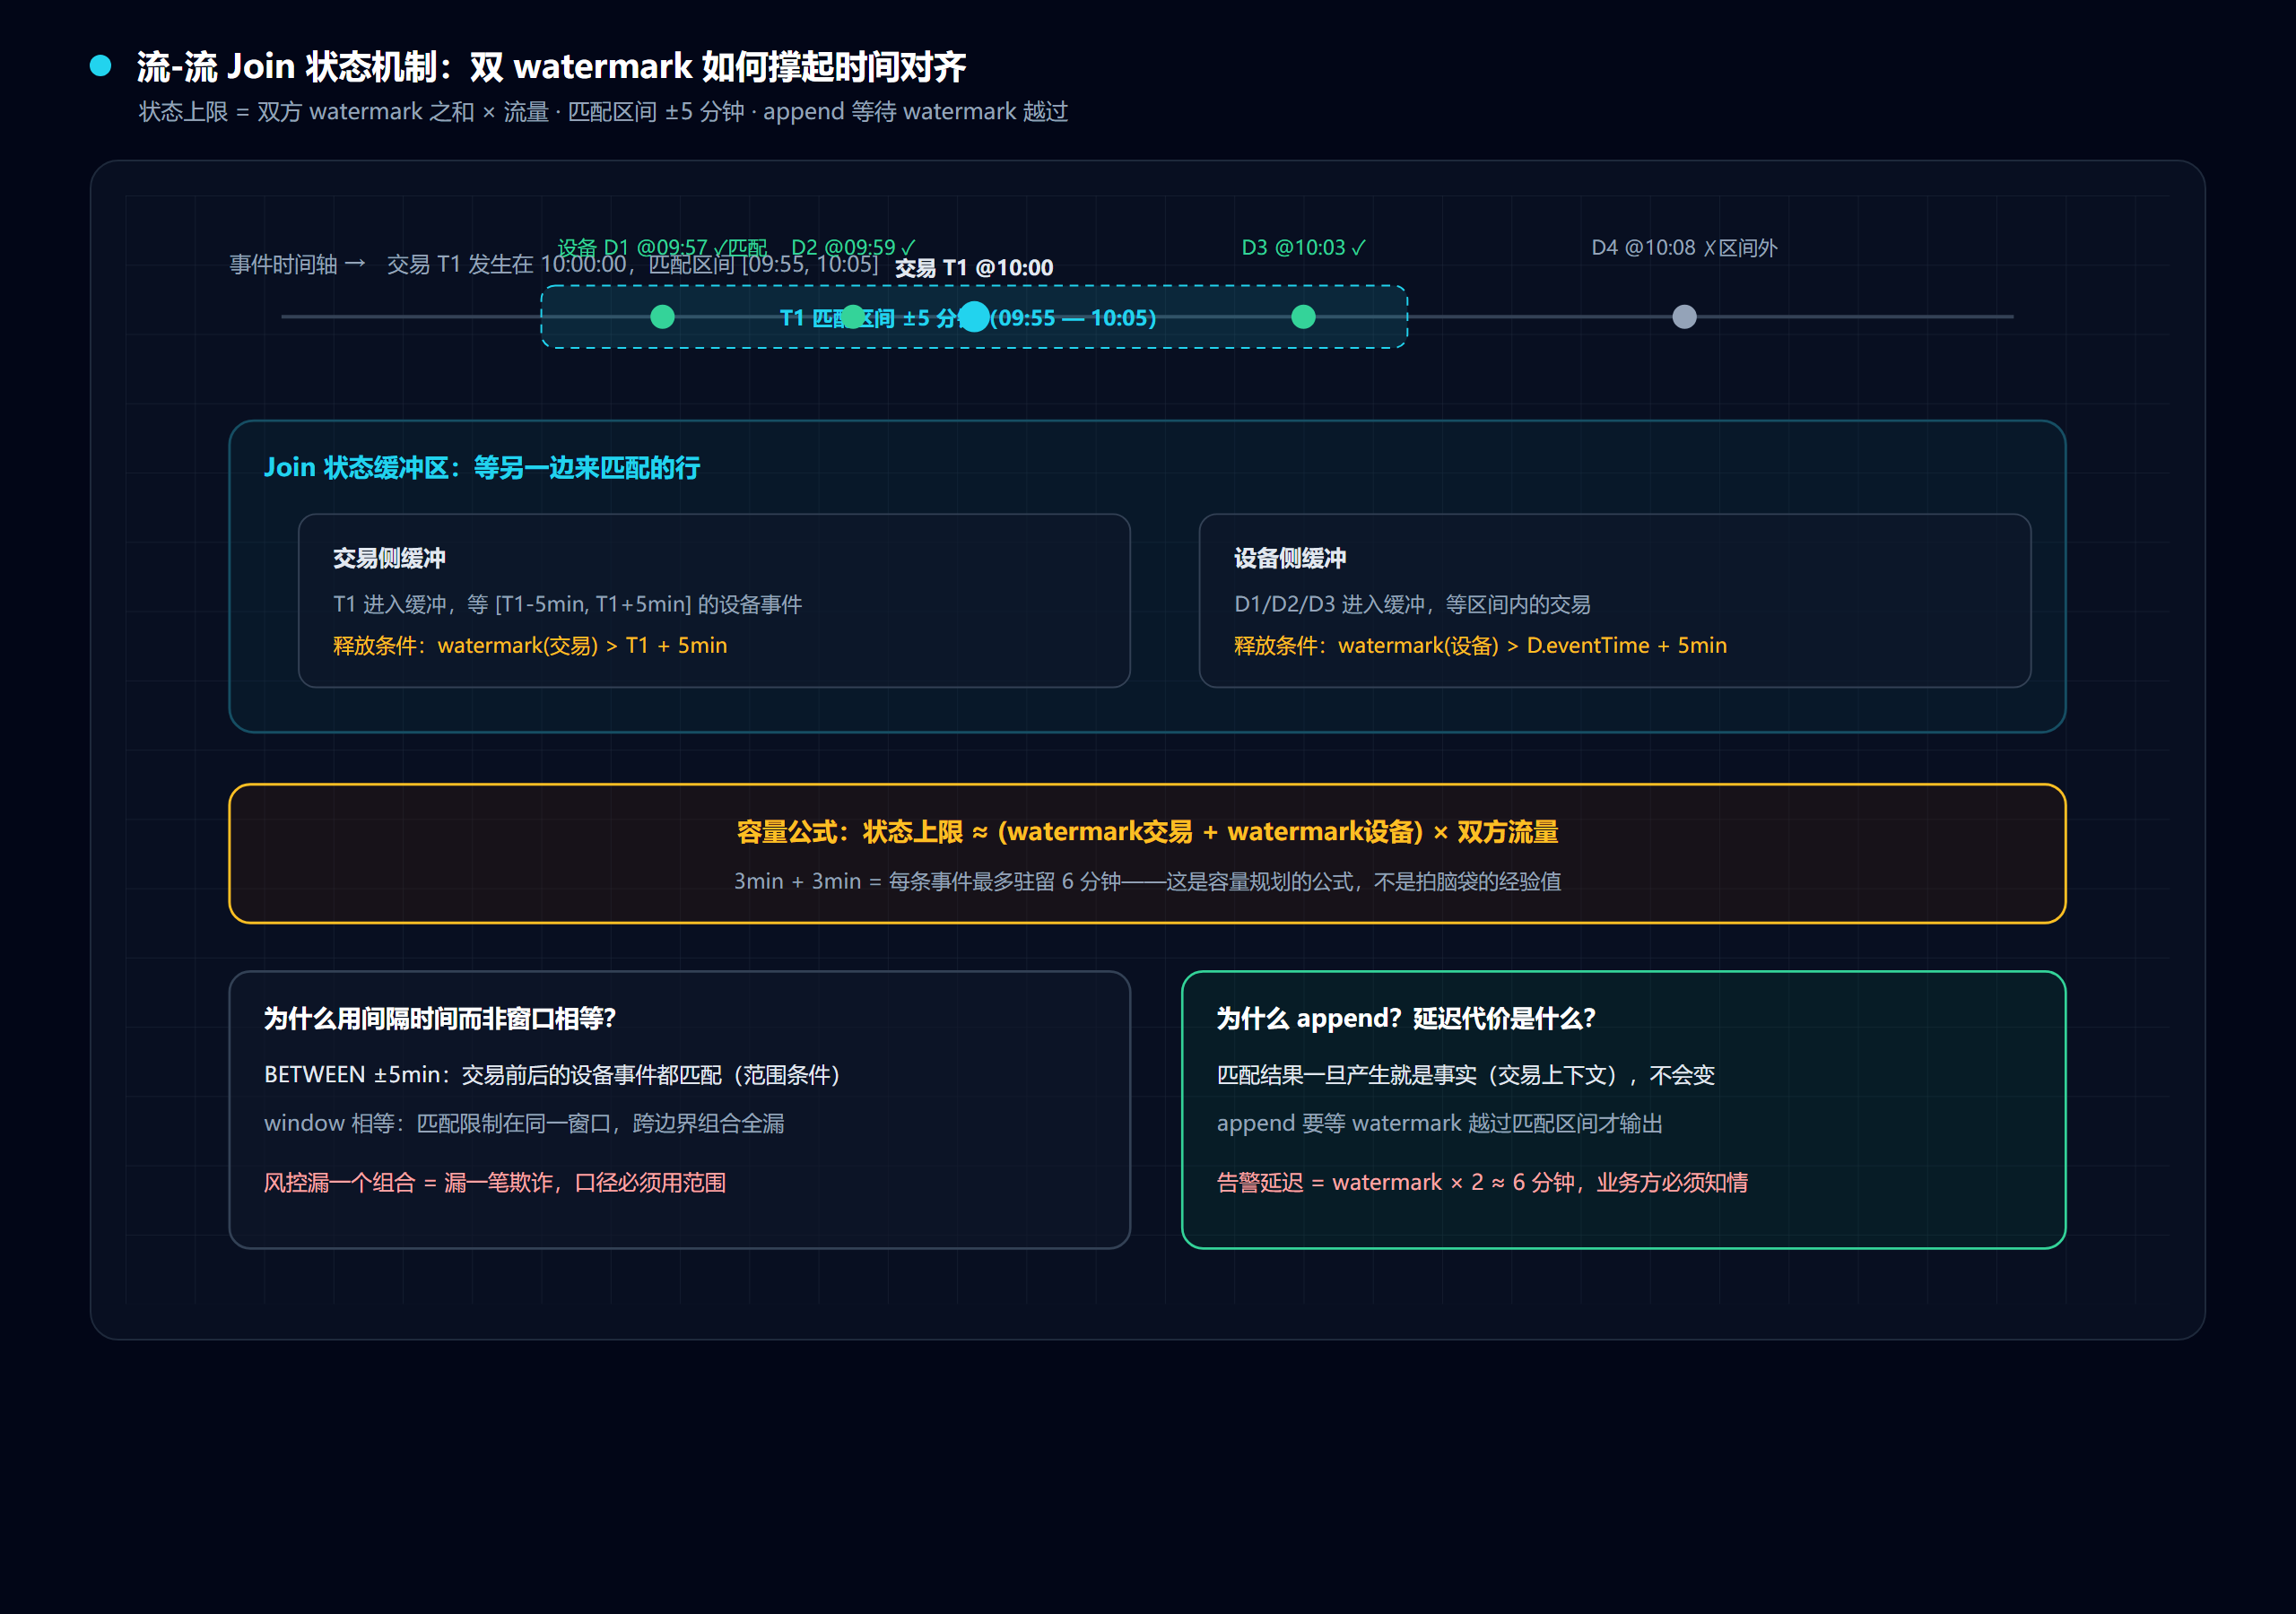 流-流 Join 状态机制：双 watermark 如何撑起时间对齐
状态上限 = 双方 watermark 之和 × 流量 · 匹配区间 ±5 分钟 · append 等待 watermark 越过
设备 D1 @09:57 ✓匹配
D2 @09:59 ✓
D3 @10:03 ✓
D4 @10:08 ✗区间外
事件时间轴 → 交易 T1 发生在 10:00:00，匹配区间 [09:55, 10:05]
交易 T1 @10:00
T1 匹配区间 ±5 分钟 (09:55 — 10:05)
Join 状态缓冲区：等另一边来匹配的行
交易侧缓冲
T1 进入缓冲，等 [T1-5min, T1+5min] 的设备事件
释放条件：watermark(交易) > T1 + 5min
设备侧缓冲
D1/D2/D3 进入缓冲，等区间内的交易
释放条件：watermark(设备) > D.eventTime + 5min
容量公式：状态上限 ≈ (watermark交易 + watermark设备) × 双方流量
3min + 3min = 每条事件最多驻留 6 分钟——这是容量规划的公式，不是拍脑袋的经验值
为什么用间隔时间而非窗口相等？
BETWEEN ±5min：交易前后的设备事件都匹配（范围条件）
window 相等：匹配限制在同一窗口，跨边界组合全漏
风控漏一个组合 = 漏一笔欺诈，口径必须用范围
为什么 append？延迟代价是什么？
匹配结果一旦产生就是事实（交易上下文），不会变
append 要等 watermark 越过匹配区间才输出
告警延迟 = watermark × 2 ≈ 6 分钟，业务方必须知情